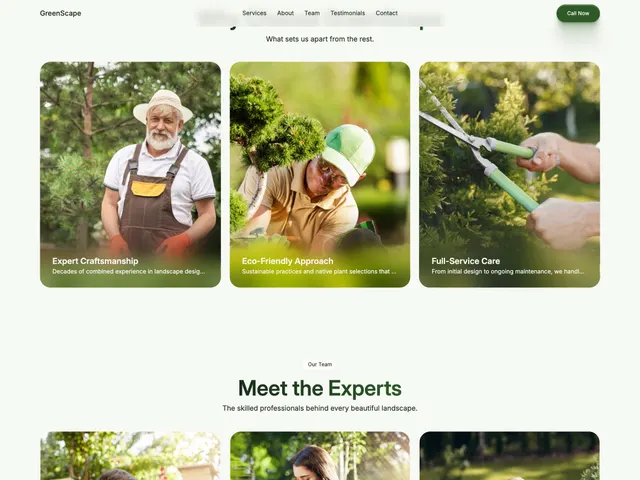 GreenScape
Services
About
Team
Testimonials
Contact
Call Now
What sets us apart from the rest.
Expert Craftsmanship
Decades of combined experience in landscape desig...
Eco-Friendly Approach
Sustainable practices and native plant selections that ...
Full-Service Care
From initial design to ongoing maintenance, we handl...
Our Team
Meet the Experts
The skilled professionals behind every beautiful landscape.